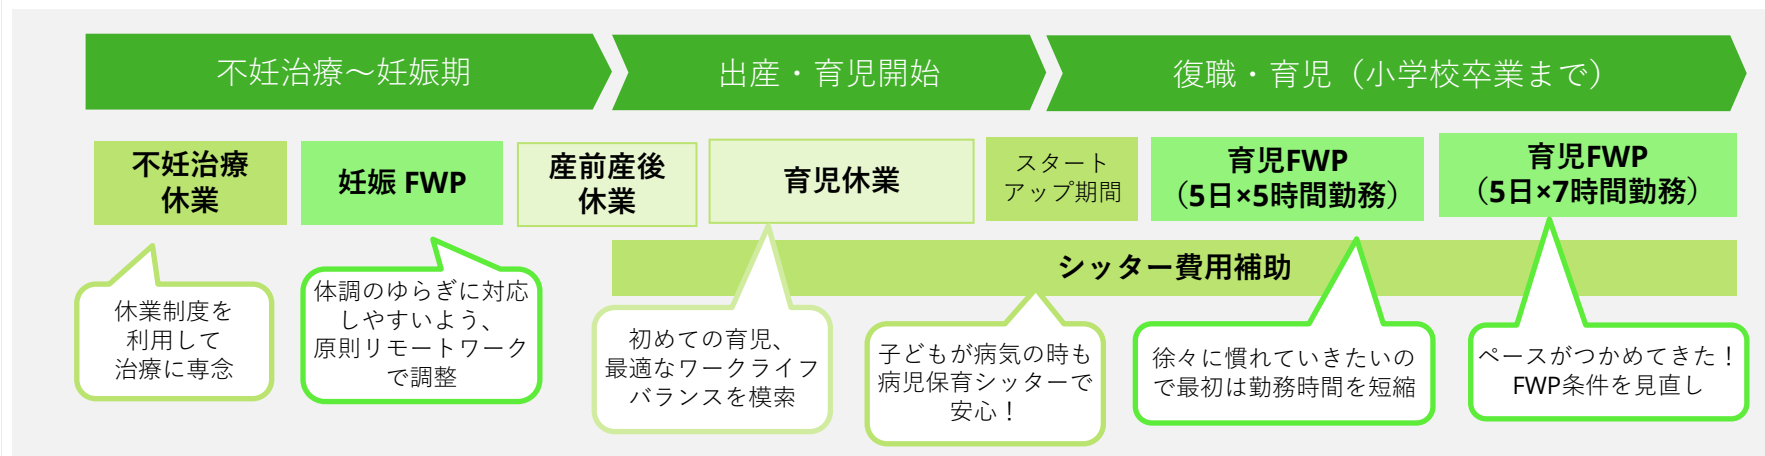 不妊治療～妊娠期
出産・育児開始
復職・育児（小学校卒業まで）
不妊治療
休業
妊娠 FWP
産前産後
休業
育児休業
スタート
アップ期間
育児FWP
（5日×5時間勤務）
育児FWP
（5日×7時間勤務）
シッター費用補助
休業制度を
利用して
治療に専念
体調のゆらぎに対応
しやすいよう、
原則リモートワーク
で調整
初めての育児、
最適なワークライフ
バランスを模索
子どもが病気の時も
病児保育シッターで
安心！
徐々に慣れていきたいの
で最初は勤務時間を短縮
ペースがつかめてきた！
FWP条件を見直し